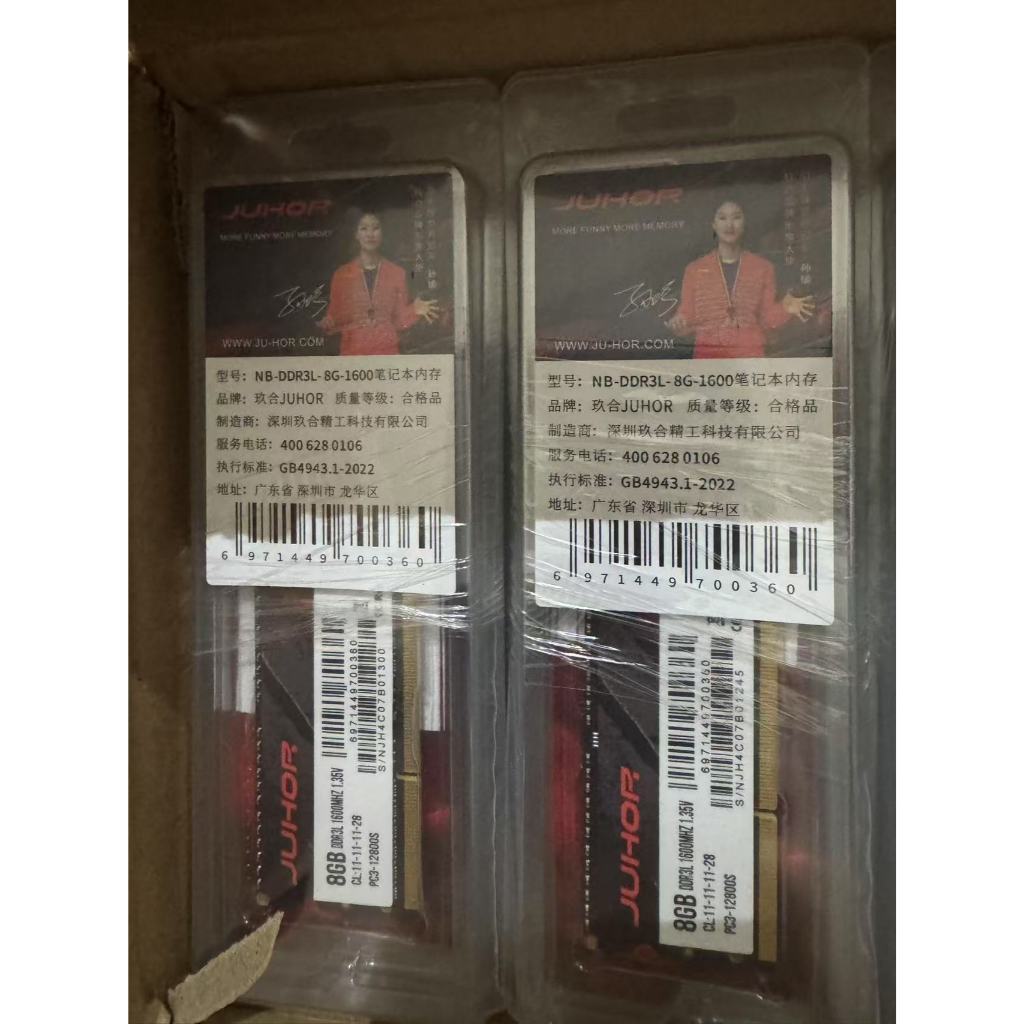 JUHOR
MORE FUNNY MORE MEMORY
WWW.JU-HOR.COM
型号：NB-DDR3L-8G-1600笔记本内存
品牌：玖合JUHOR 质量等级：合格品
制造商：深圳玖合精工科技有限公司
服务电话：400 628 0106
执行标准：GB4943.1-2022
地址：广东省 深圳市 龙华区
6 971449 700360
6971449700360
S/NJH4C07B01300
JUHOR
8GB DDR3L 1600MHZ 1.35V
CL:11-11-11-28
PC3-12800S
JUHOR
MORE FUNNY MORE MEMORY
孙杨
WWW.JU-HOR.COM
型号：NB-DDR3L-8G-1600笔记本内存
品牌：玖合JUHOR 质量等级：合格品
制造商：深圳玖合精工科技有限公司
服务电话：400 628 0106
执行标准：GB4943.1-2022
地址：广东省 深圳市 龙华区
6 971449 700360
6971449700360
S/NJH4C07B01245
JUHOR
8GB DDR3L 1600MHZ 1.35V
CL:11-11-11-28
PC3-12800S